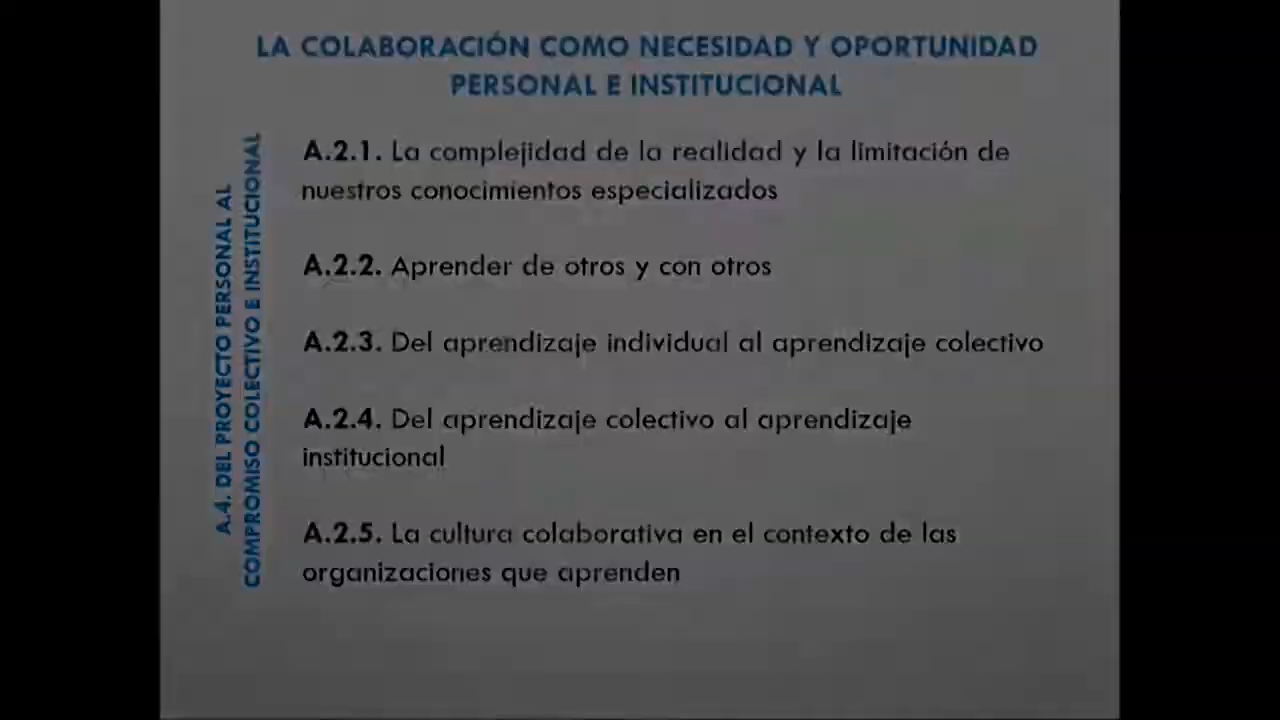 LA COLABORACIÓN COMO NECESIDAD Y OPORTUNIDAD
PERSONAL E INSTITUCIONAL
A.4. DEL PROYECTO PERSONAL AL
COMPROMISO COLECTIVO E INSTITUCIONAL
A.2.1. La complejidad de la realidad y la limitación de
nuestros conocimientos especializados
A.2.2. Aprender de otros y con otros
A.2.3. Del aprendizaje individual al aprendizaje colectivo
A.2.4. Del aprendizaje colectivo al aprendizaje
institucional
A.2.5. La cultura colaborativa en el contexto de las
organizaciones que aprenden